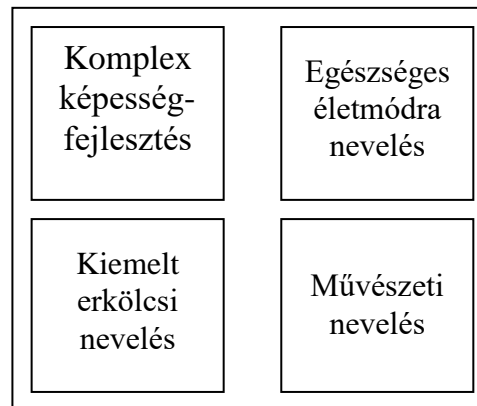 Komplex
képesség-
fejlesztés
Egészséges
életmódra
nevelés
Kiemelt
erkölcsi
nevelés
Művészeti
nevelés